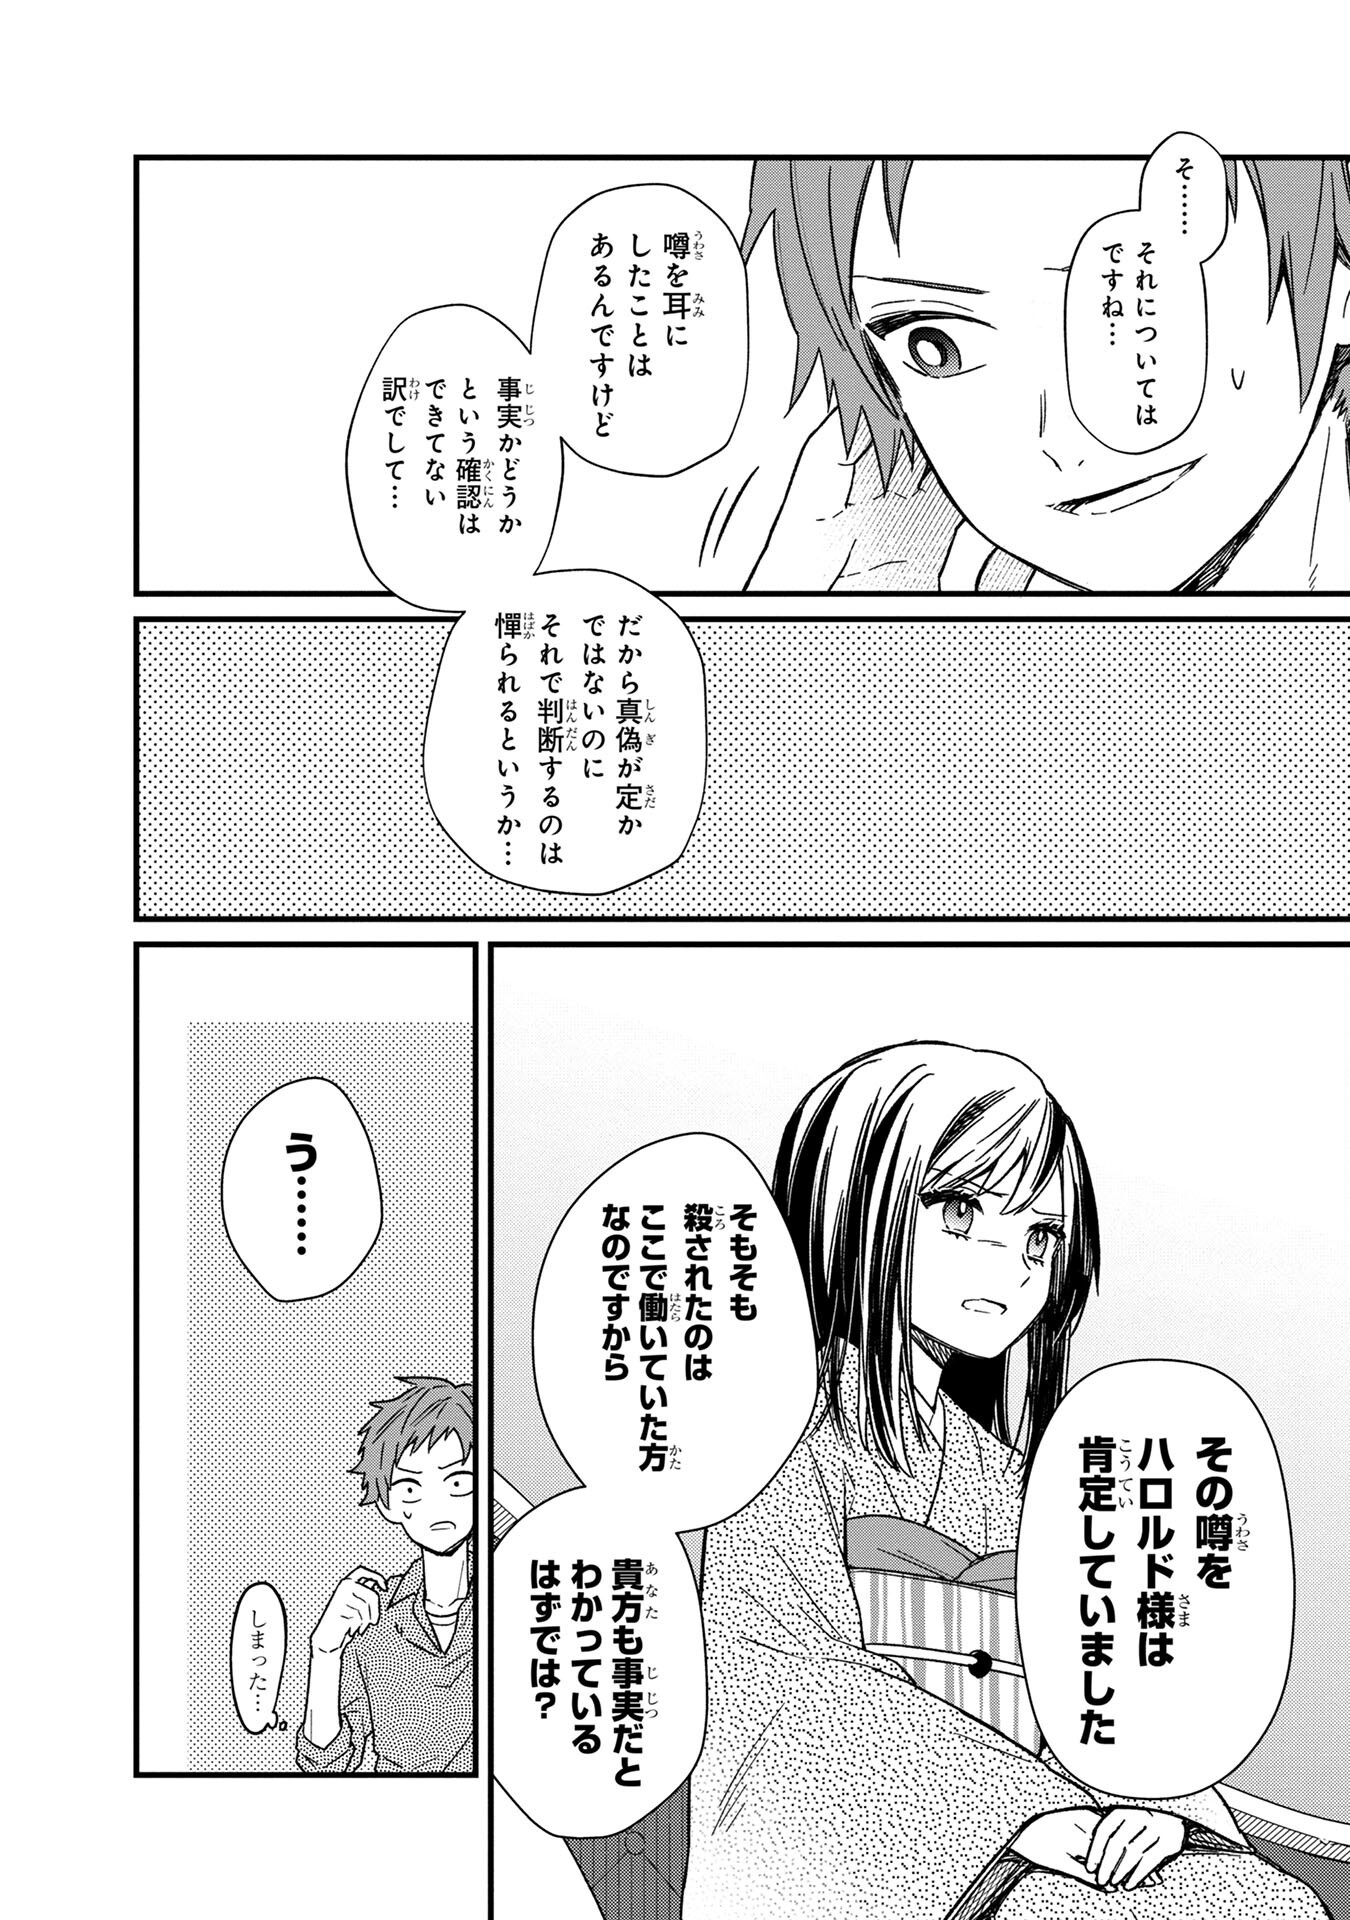 そ……
それについては
ですね…
噂を耳に
したことは
あるんですけど
事実かどうか
という確認は
できてない
訳でして…
だから真偽が定か
ではないのに
それで判断するのは
憚られるというか…
その噂を
ハロルド様は
肯定していました
そもそも
殺されたのは
ここで働いていた方
なのですから
貴方も事実だと
わかっている
はずでは?
う……
しまった…